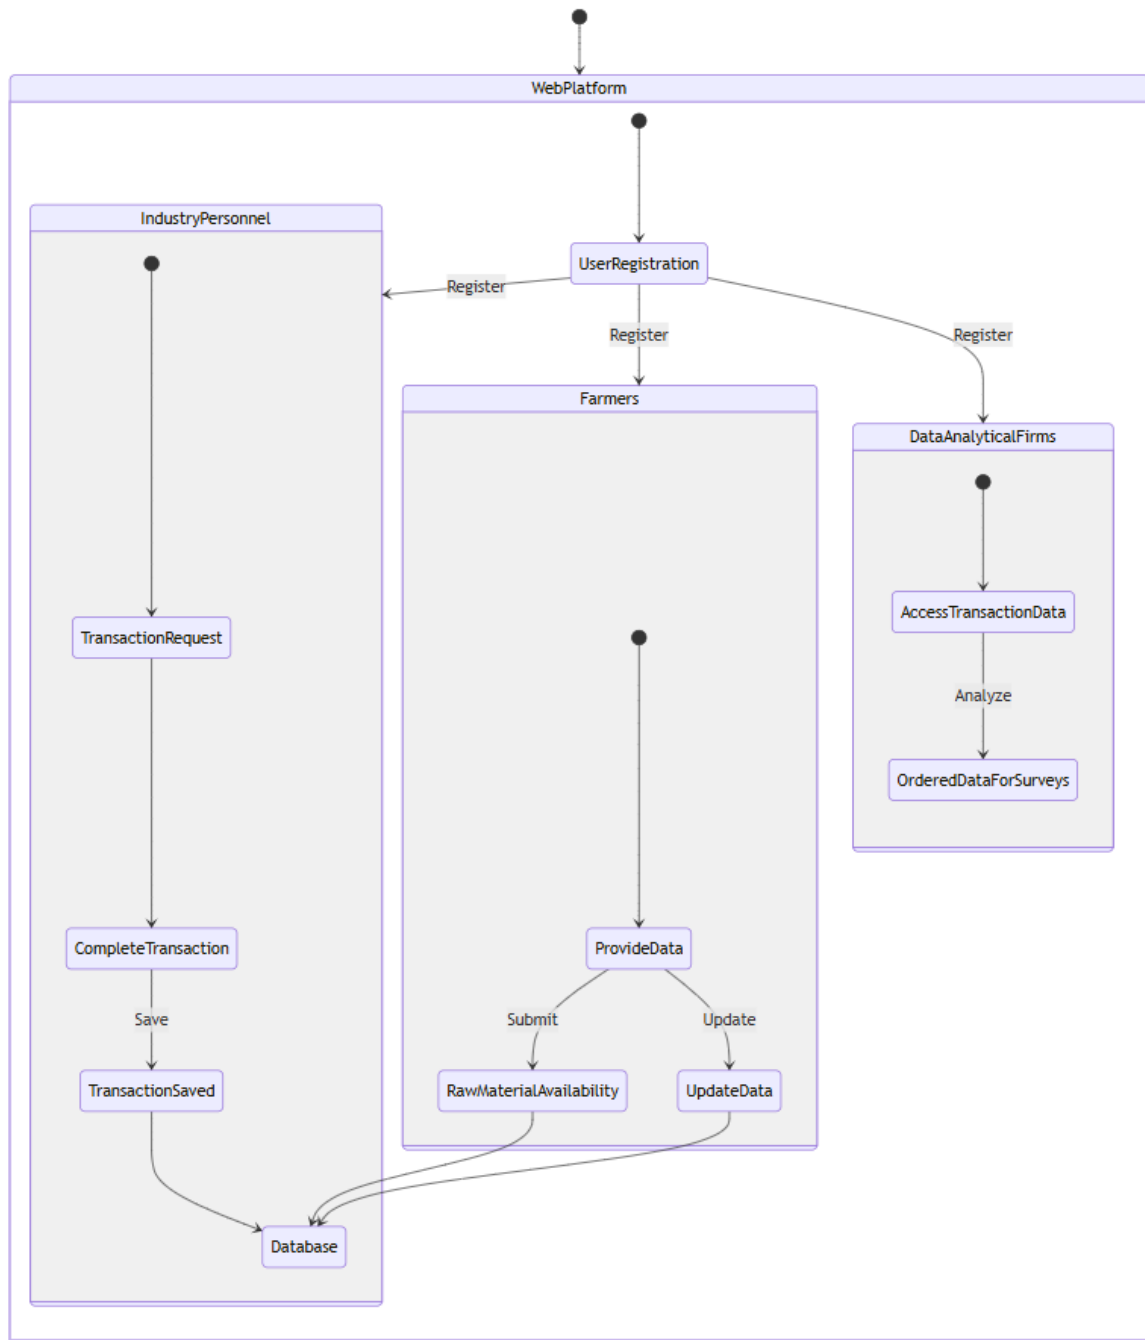 WebPlatform
IndustryPersonnel
UserRegistration
Register
Register
Register
Farmers
DataAnalyticalFirms
AccessTransactionData
TransactionRequest
Analyze
OrderedDataForSurveys
CompleteTransaction
ProvideData
Save
Submit
Update
TransactionSaved
RawMaterialAvailability
UpdateData
Database